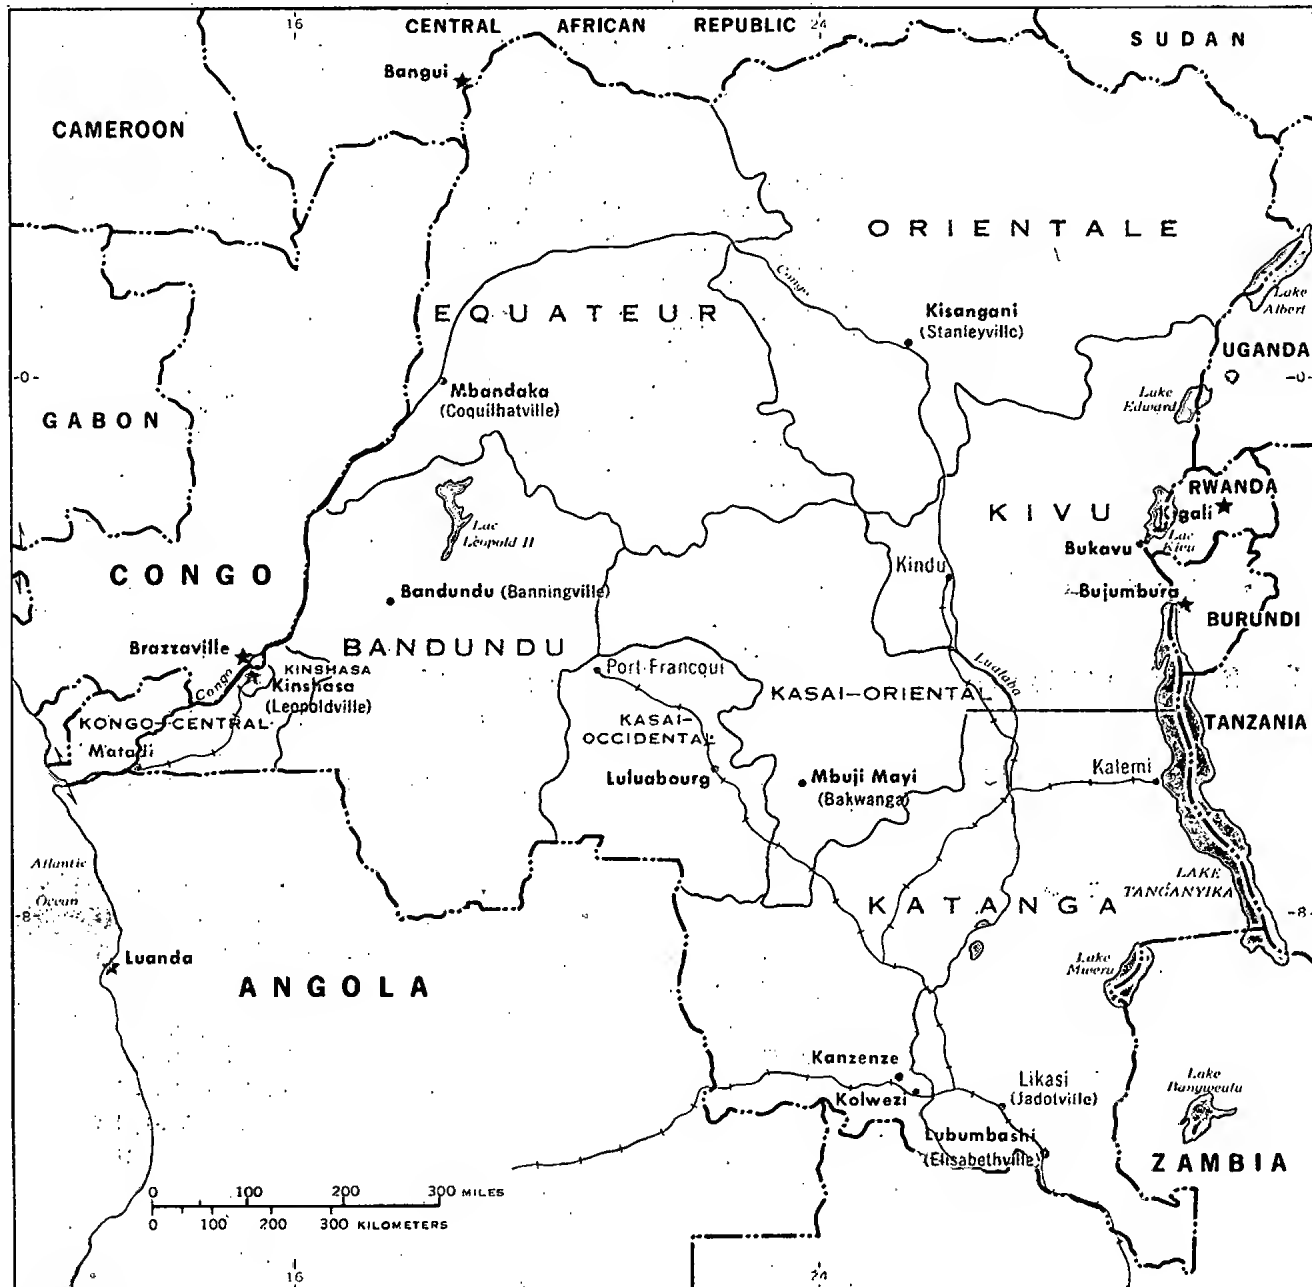 16
24
CENTRAL AFRICAN REPUBLIC
SUDAN
Bangui
CAMEROON
ORIENTALE
Congo
Lake
Albert
EQUATEUR
Kisangani
(Stanleyville)
UGANDA
-0-
-0-
Mbandaka
(Coquilhatville)
Lake
Edward
GABON
RWANDA
Kigali
KIVU
Lac
Leopold II
Lac
Kivu
Bukavu
CONGO
Kindu
Bandundu (Banningville)
Bujumbura
BURUNDI
Brazzaville
BANDUNDU
KINSHASA
Kinshasa
(Leopoldville)
Congo
Port Francqui
Lualaba
KASAI-ORIENTAL
KONGO-CENTRAL
KASAI-
OCCIDENTAL
TANZANIA
Matadi
Luluabourg
Mbuji Mayi
(Bakwanga)
Kalemi
Atlantic
Ocean
LAKE
TANGANYIKA
KATANGA
-8-
-8-
Luanda
ANGOLA
Lake
Mweru
Kanzenze
Kolwezi
Likasi
(Jadotville)
Lake
Bangweulu
Lubumbashi
(Elisabethville)
ZAMBIA
0 100 200 300 MILES
0 100 200 300 KILOMETERS
16
24